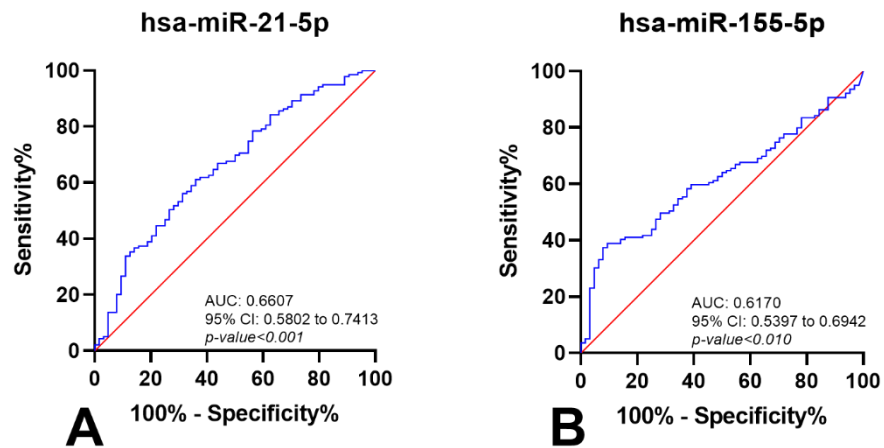 hsa-miR-21-5p
Sensitivity%
100
80
60
40
20
0
0 20 40 60 80 100
AUC: 0.6607
95% CI: 0.5802 to 0.7413
p-value<0.001
100% - Specificity%
A
hsa-miR-155-5p
Sensitivity%
100
80
60
40
20
0
0 20 40 60 80 100
AUC: 0.6170
95% CI: 0.5397 to 0.6942
p-value<0.010
100% - Specificity%
B